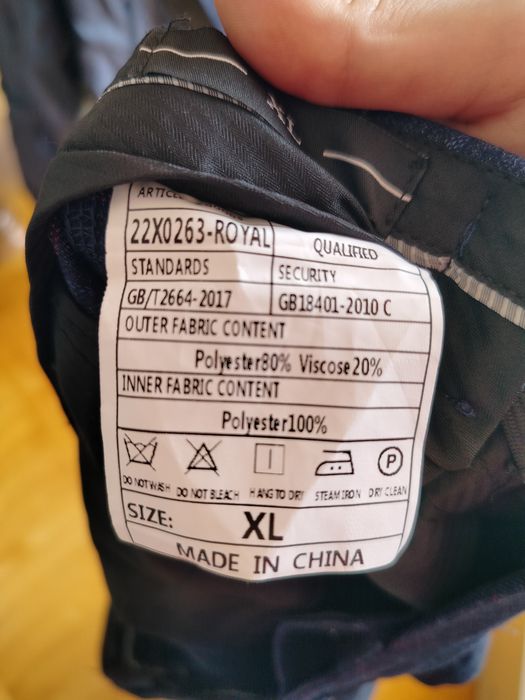 ARTICLE
22X0263-ROYAL
QUALIFIED
STANDARDS
SECURITY
GB/T2664-2017
GB18401-2010 C
OUTER FABRIC CONTENT
Polyester80% Viscose20%
INNER FABRIC CONTENT
Polyester100%
DO NOT WASH DO NOT BLEACH HANG TO DRY STEAM IRON DRY CLEAN
P
SIZE: XL
MADE IN CHINA